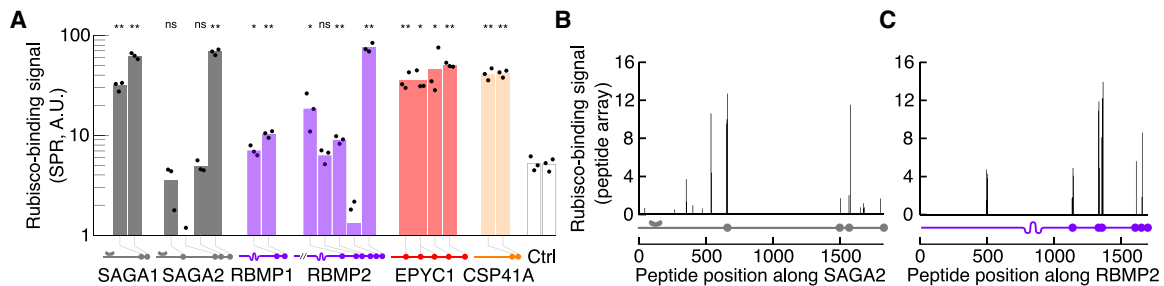 A
** ** ns ns ** * ** * ns ** ** ** * * ** ** **
Rubisco-binding signal
(SPR, A.U.)
100
10
1
SAGA1 SAGA2 RBMP1 RBMP2 EPYC1 CSP41A Ctrl
B
Rubisco-binding signal
(peptide array)
16
12
8
4
0
0 500 1000 1500
Peptide position along SAGA2
C
16
12
8
4
0
0 500 1000 1500
Peptide position along RBMP2